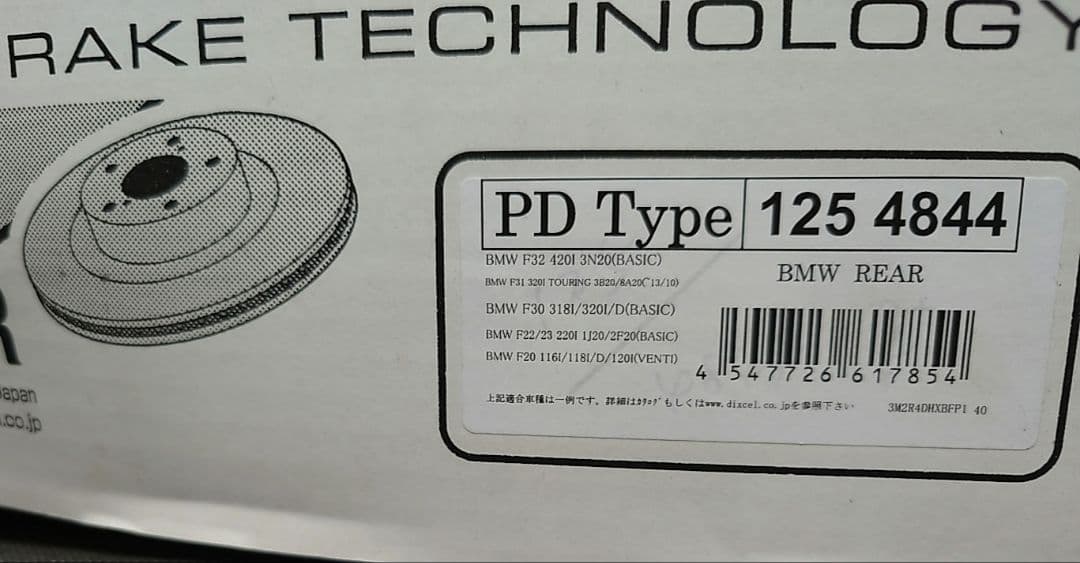 RAKE TECHNOLOGY
PD Type 125 4844
BMW F32 420I 3N20(BASIC)
BMW REAR
BMW F31 320I TOURING 3B20/8A20(~13/10)
BMW F30 318I/320I/D(BASIC)
BMW F22/23 220I 1J20/2F20(BASIC)
BMW F20 116I/118I/D/120I(VENTI)
4 547726 617854
上記適合車種は一例です。詳細はｶﾀﾛｸﾞもしくはwww.dixcel.co.jpを参照下さい
3M2R4DHXBFP1 40
apan
.co.jp